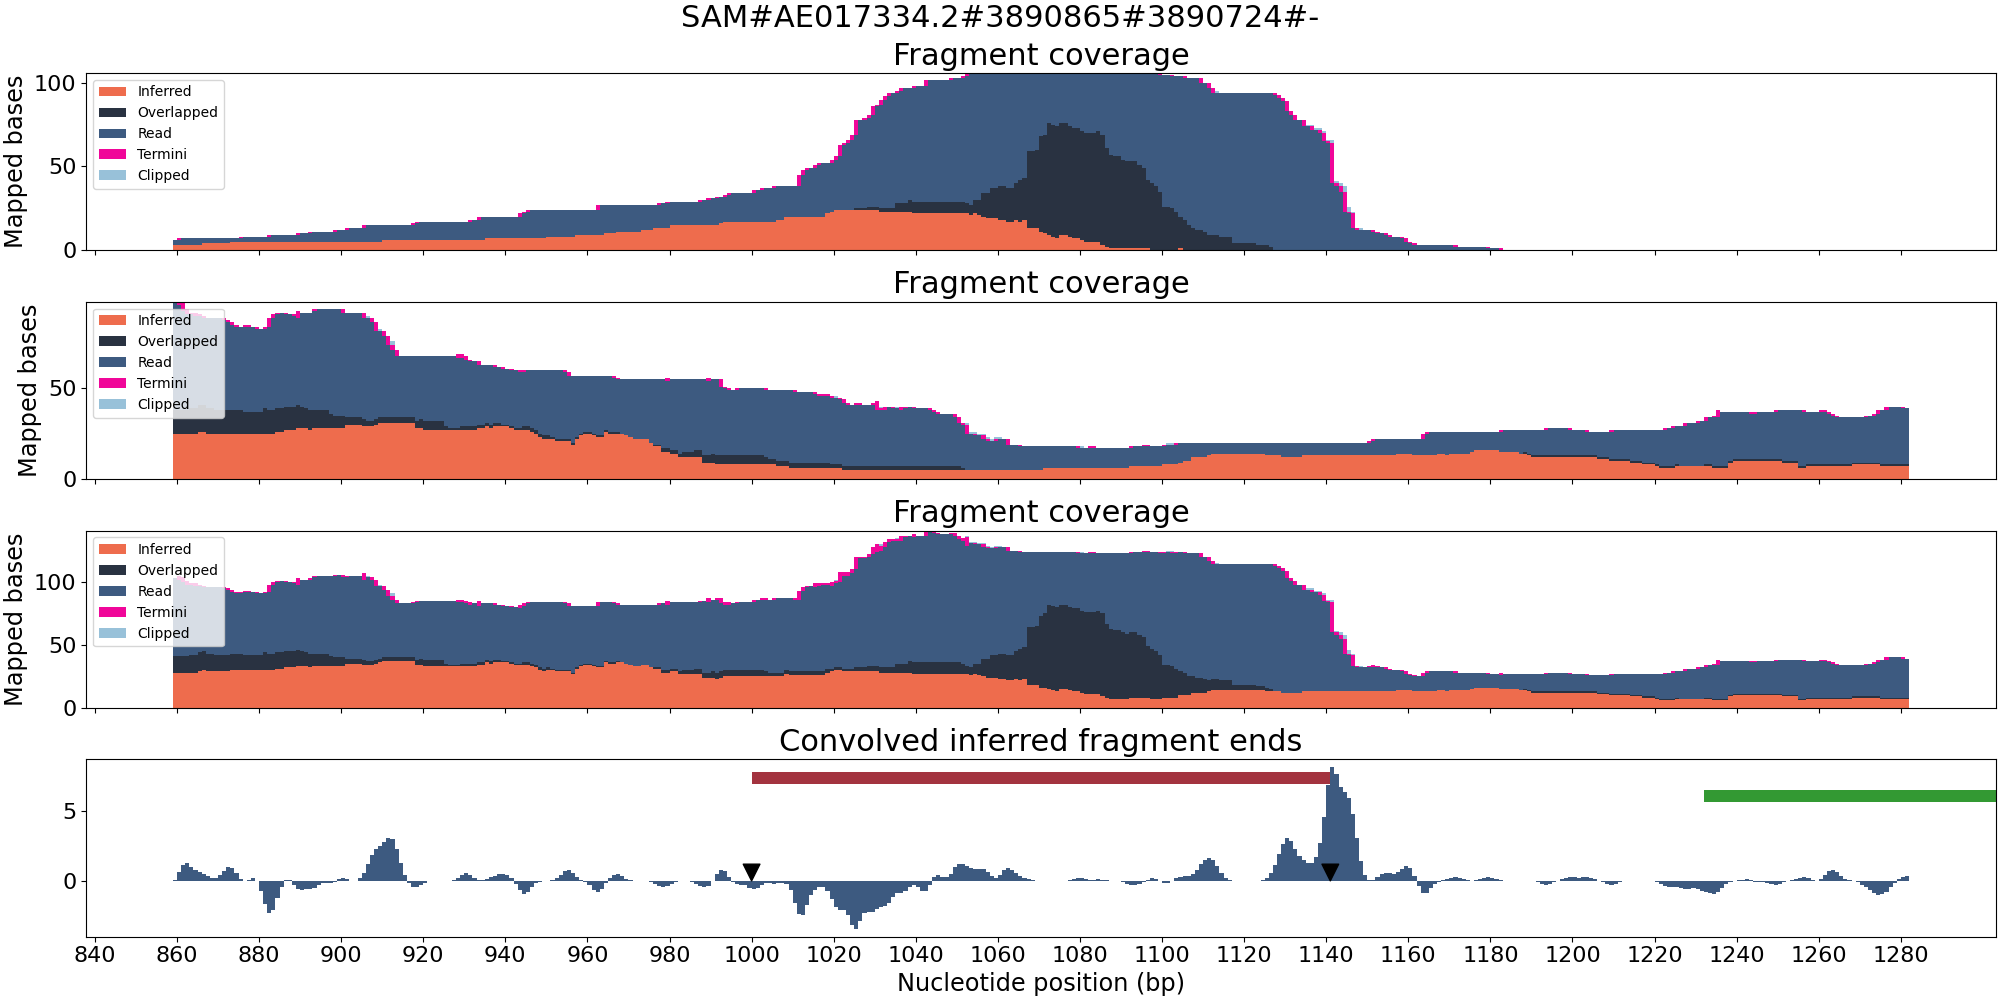 SAM#AE017334.2#3890865#3890724#-
Fragment coverage
Mapped bases
100
50
0
Inferred
Overlapped
Read
Termini
Clipped
Fragment coverage
Mapped bases
50
0
Inferred
Overlapped
Read
Termini
Clipped
Fragment coverage
Mapped bases
100
50
0
Inferred
Overlapped
Read
Termini
Clipped
Convolved inferred fragment ends
5
0
840 860 880 900 920 940 960 980 1000 1020 1040 1060 1080 1100 1120 1140 1160 1180 1200 1220 1240 1260 1280
Nucleotide position (bp)